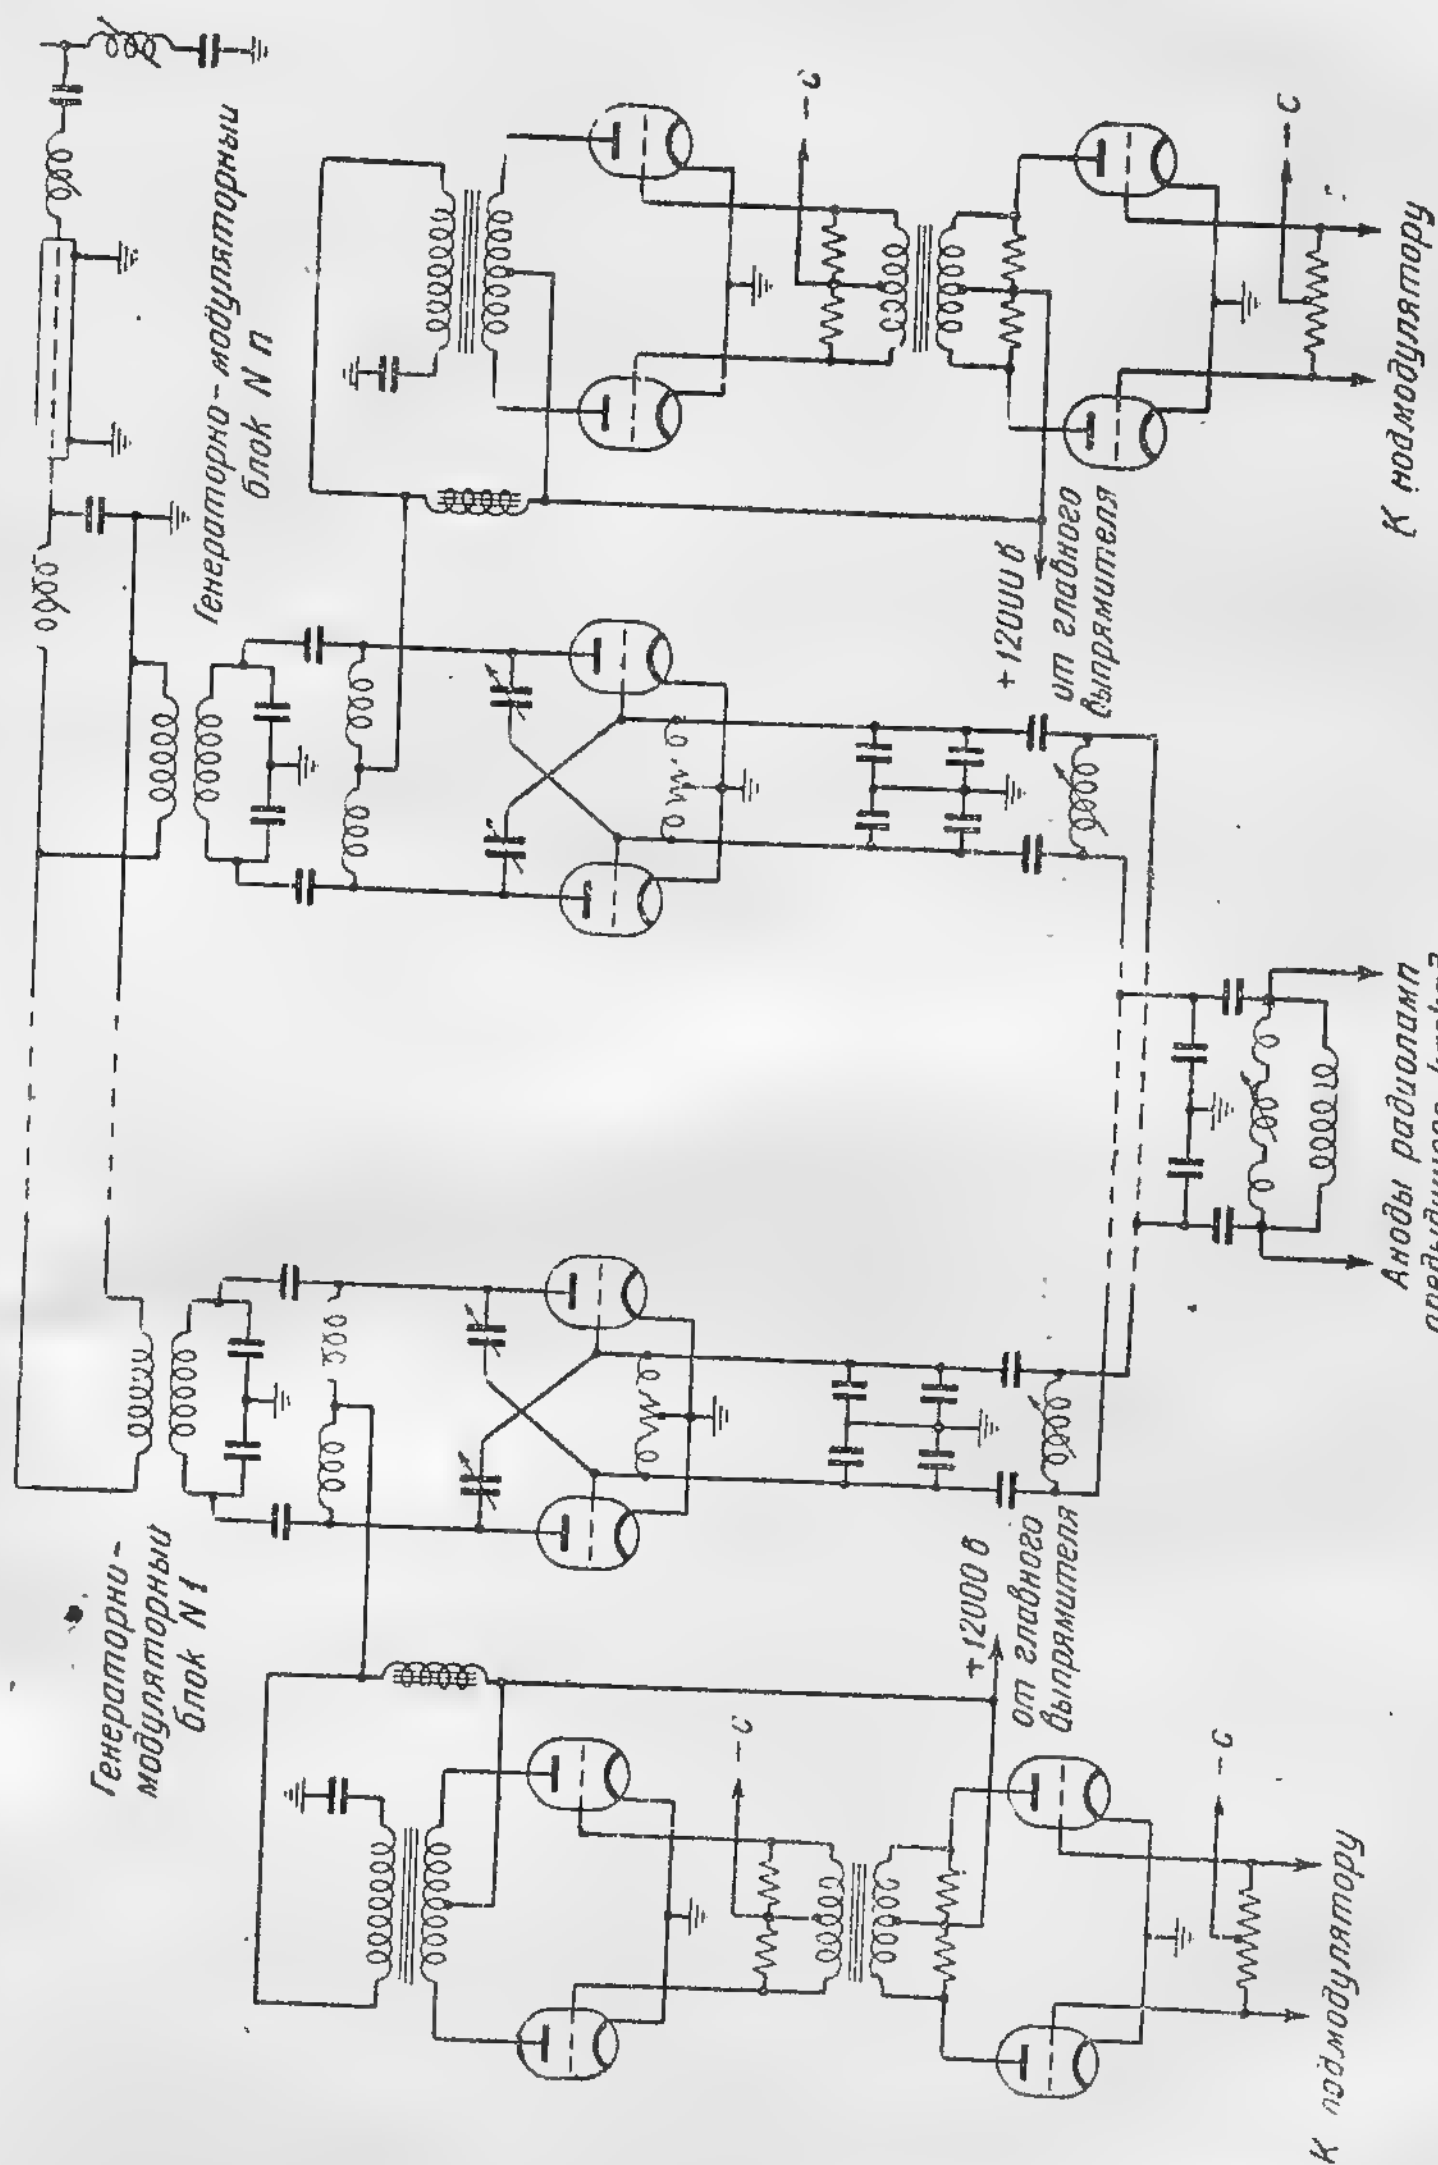 Генераторно-
модуляторный
блок N 1
Генераторно-модуляторный
блок N n
– C
– C
+12000 в
от главного
выпрямителя
– C
– C
+12000 в
от главного
выпрямителя
К подмодулятору
Аноды радиоламп
К подмодулятору